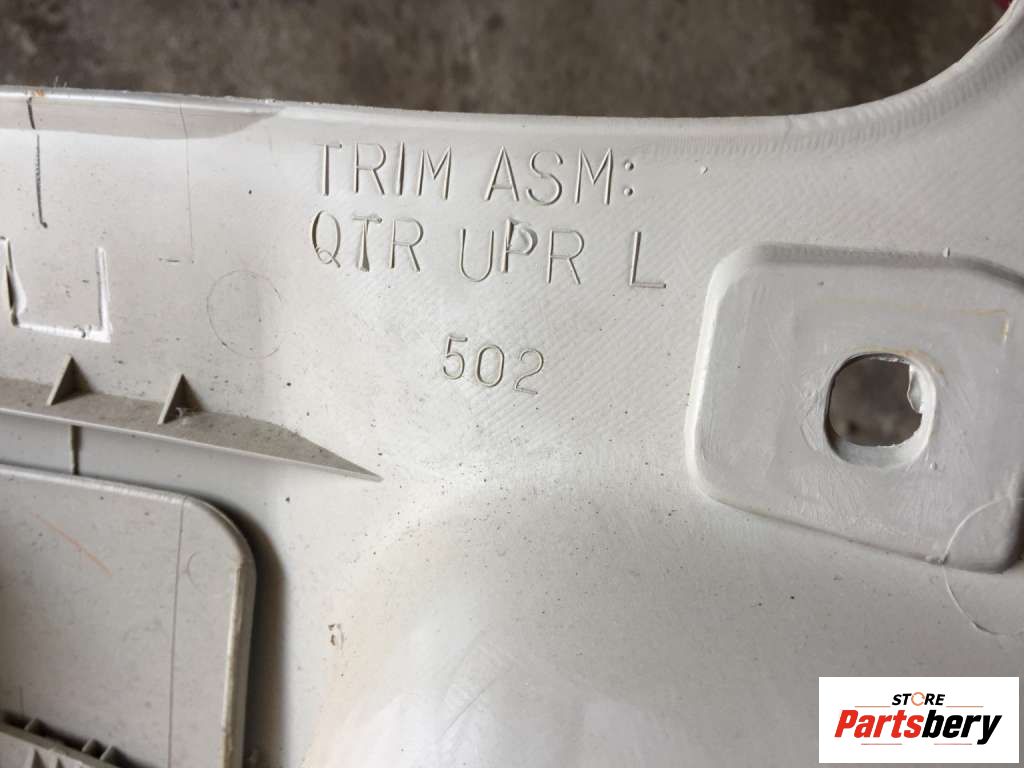 TRIM ASM:
QTR UPR L
502
STORE
Partsbery